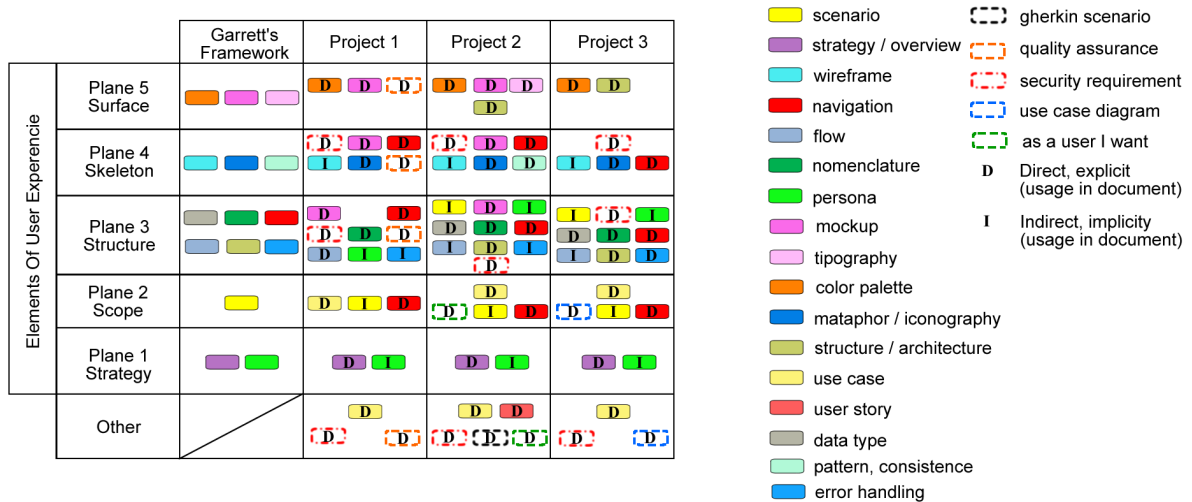 Garrett's
Framework
Project 1
Project 2
Project 3
Elements Of User Experencie
Plane 5
Surface
D D D
D D D
D
D D
Plane 4
Skeleton
D D D
I D D
D D D
I D D
D
I D D
Plane 3
Structure
D D
D D D
D I I
I D I
D D D
I D I
D
I D I
D D D
I D D
Plane 2
Scope
D I D
D
D I D
D
D I D
Plane 1
Strategy
D I
D I
D I
Other
D
D D
D D
D D D
D
D D
scenario
strategy / overview
wireframe
navigation
flow
nomenclature
persona
mockup
tipography
color palette
mataphor / iconography
structure / architecture
use case
user story
data type
pattern, consistence
error handling
gherkin scenario
quality assurance
security requirement
use case diagram
as a user I want
D Direct, explicit
(usage in document)
I Indirect, implicity
(usage in document)